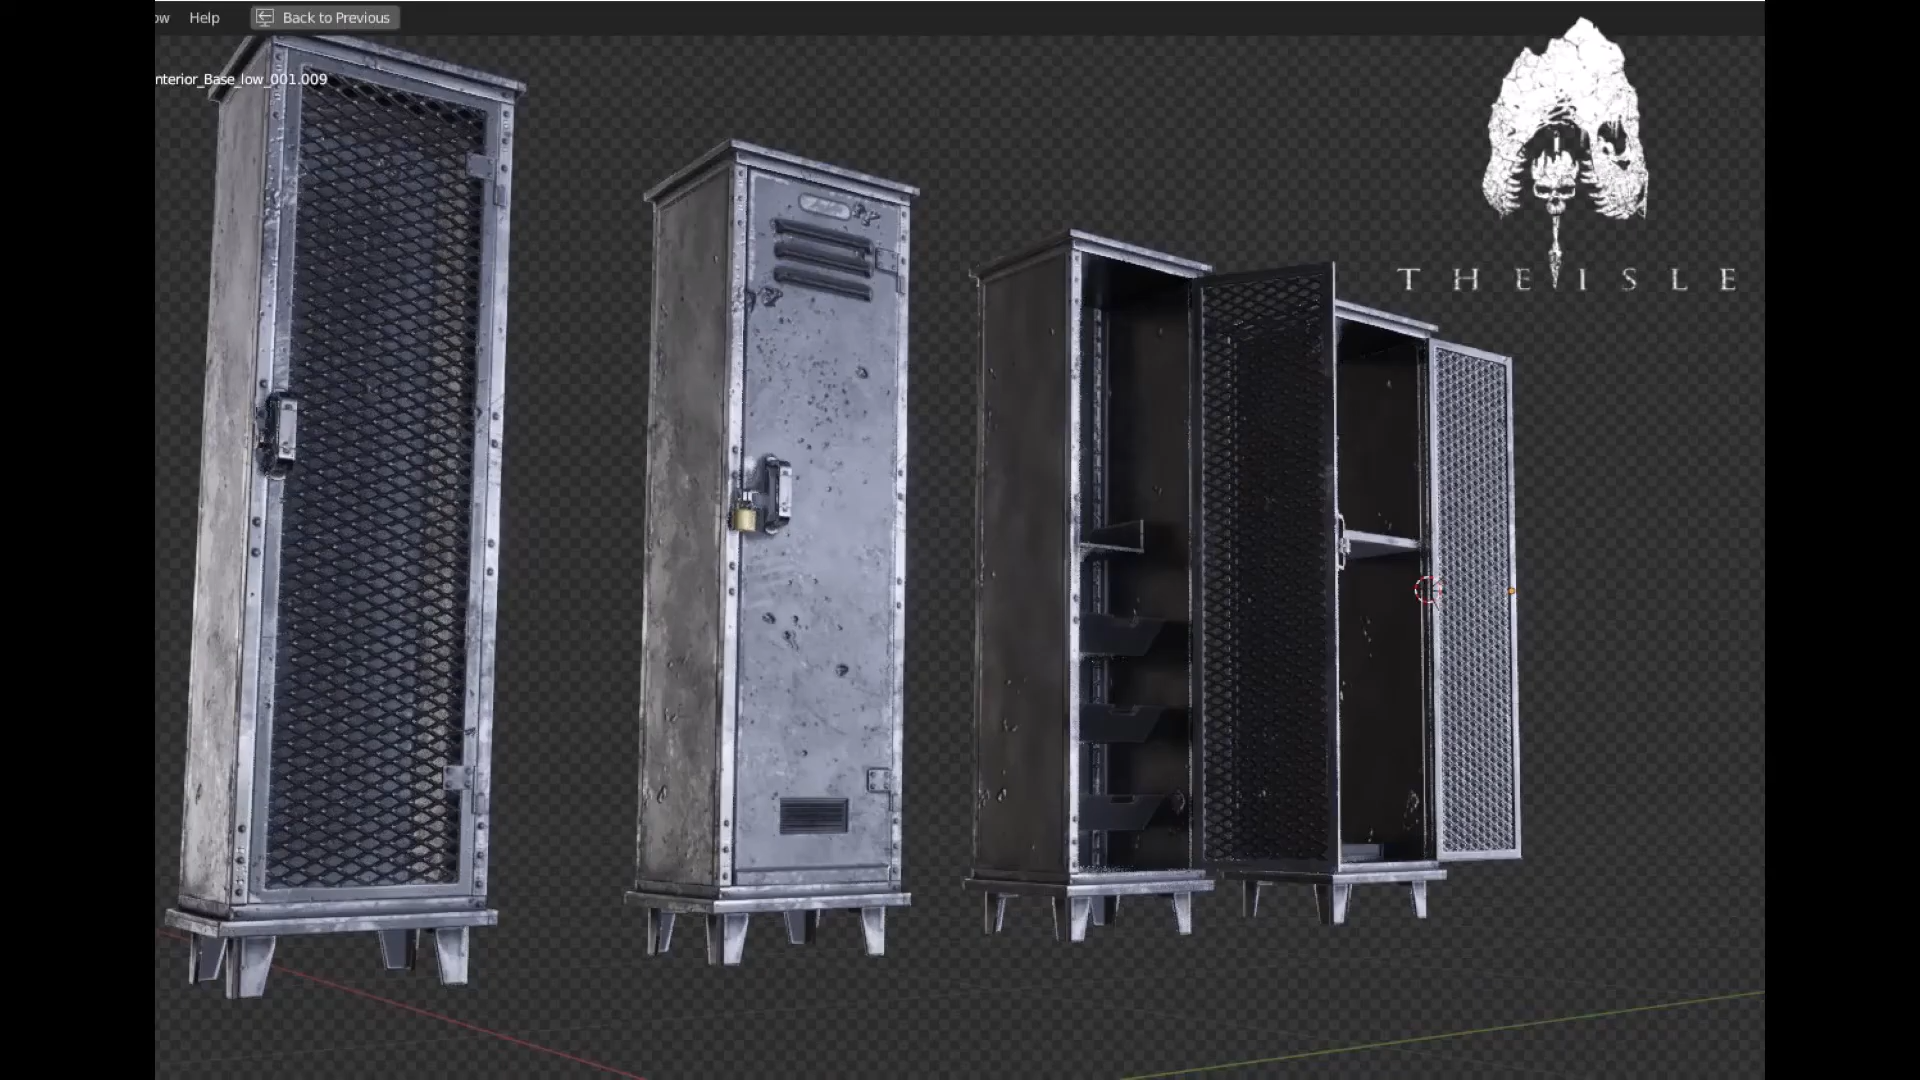 ow Help Back to Previous
nterior_Base_low_001.009
THE ISLE